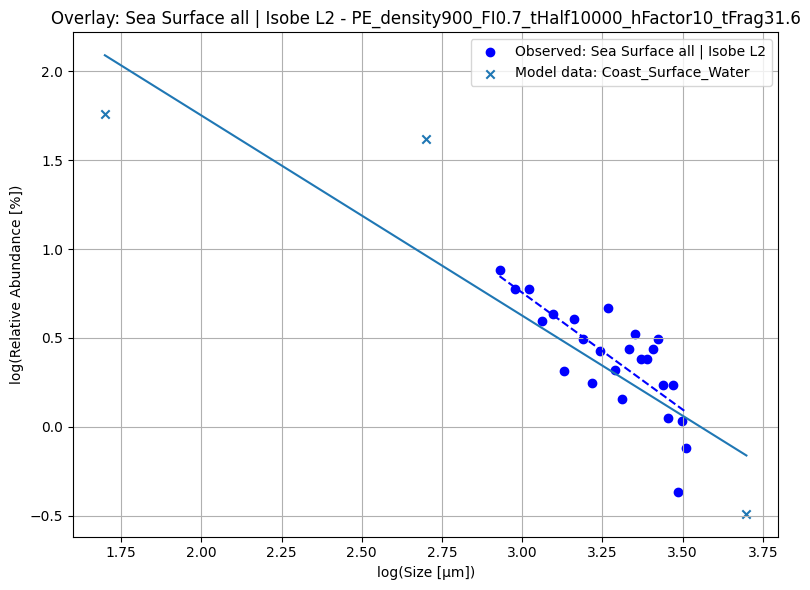 Overlay: Sea Surface all | Isobe L2 - PE_density900_FI0.7_tHalf10000_hFactor10_tFrag31.6
Observed: Sea Surface all | Isobe L2
Model data: Coast_Surface_Water
log(Relative Abundance [%])
2.0
1.5
1.0
0.5
0.0
−0.5
1.75 2.00 2.25 2.50 2.75 3.00 3.25 3.50 3.75
log(Size [µm])